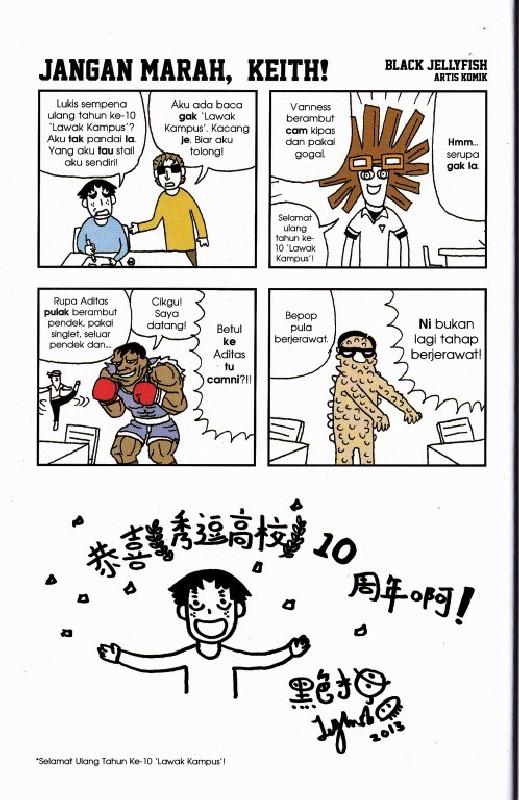 JANGAN MARAH, KEITH!
BLACK JELLYFISH
ARTIS KOMIK
Lukis sempena
ulang tahun ke-10
'Lawak Kampus'?
Aku tak pandai la.
Yang aku tau stail
aku sendiri!
Aku ada baca
gak 'Lawak
Kampus'. Kacang
je. Biar aku
tolong!
V'anness
berambut
cam kipas
dan pakai
gogal.
Hmm...
serupa
gak la.
Selamat
ulang
tahun ke-
10 'Lawak
Kampus'!
Rupa Aditas
pulak berambut
pendek, pakai
singlet, seluar
pendek dan...
Cikgu!
Saya
datang!
Betul
ke
Aditas
tu
camni?!!
Bepop
pula
berjerawat.
Ni bukan
lagi tahap
berjerawat!
恭喜秀逗高校10
周年啊!
黑色水
2013
*Sellamat Ulang: Tahun Ke-10 'Lawak Kampus'!